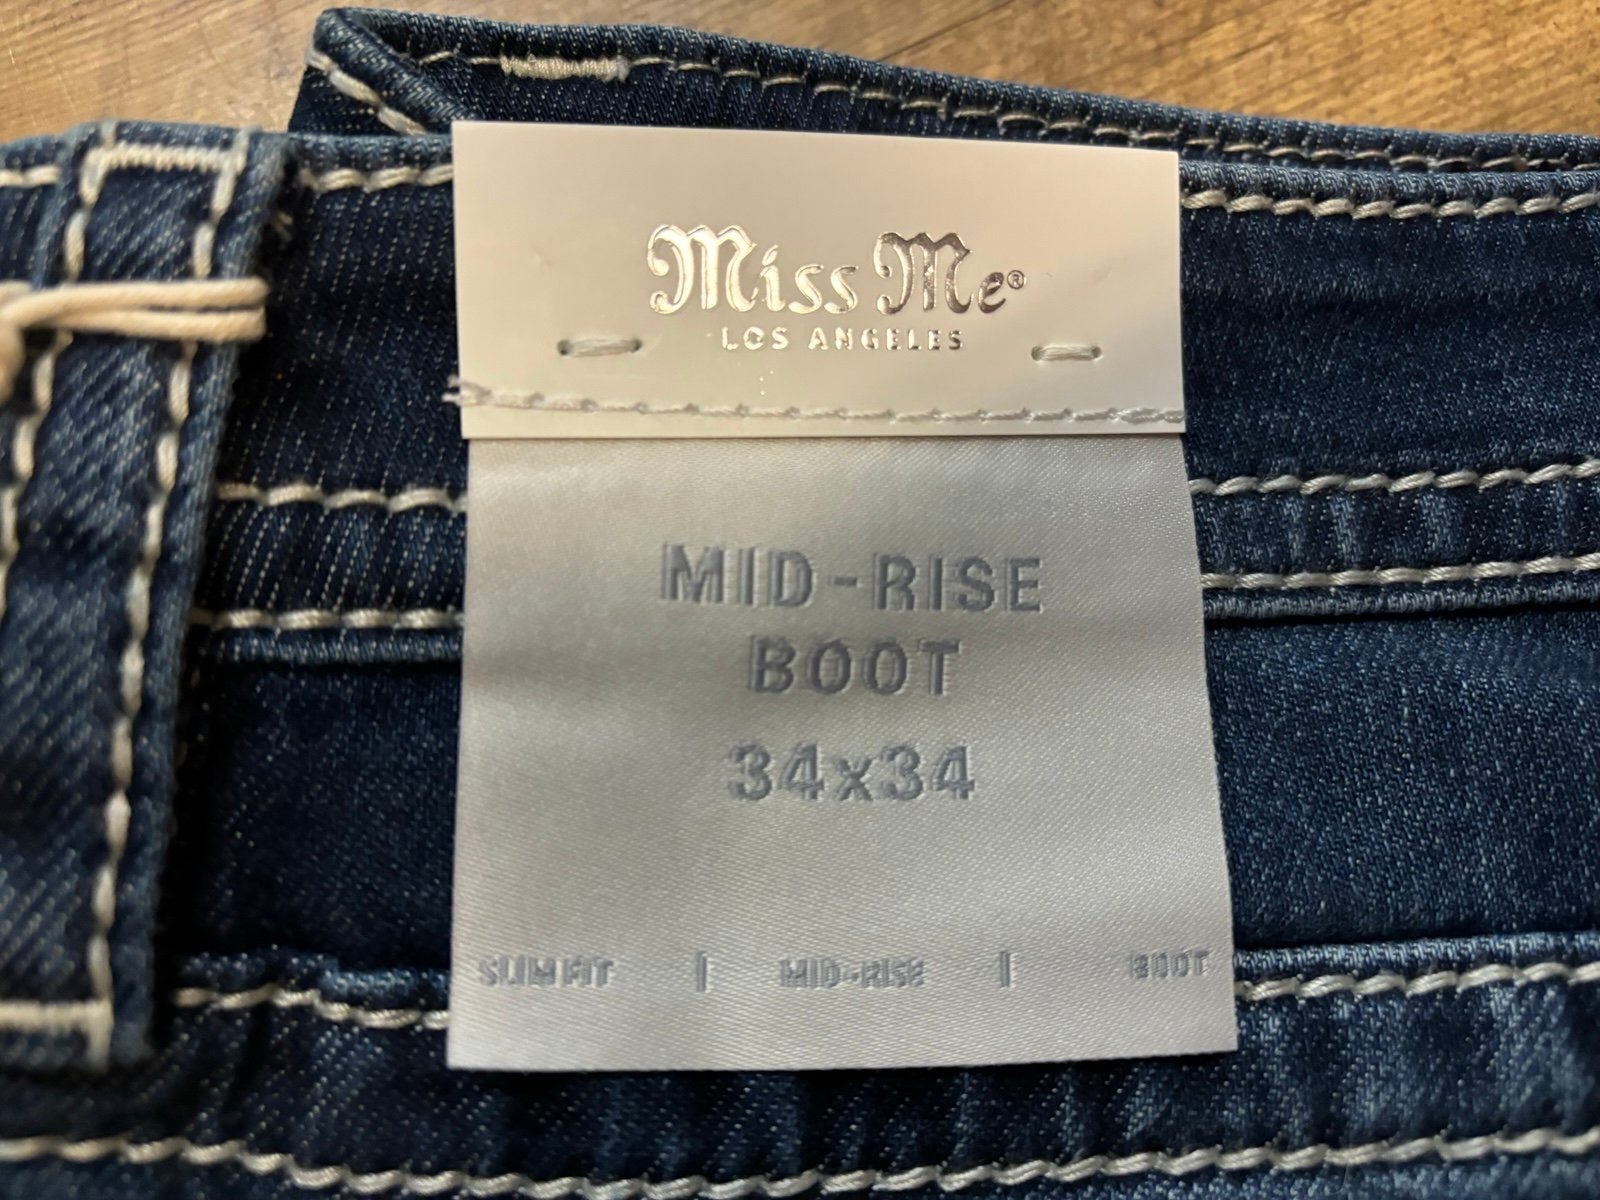 Miss Me®
LOS ANGELES
MID-RISE
BOOT
34x34
SLIM FIT | MID-RISE | BOOT